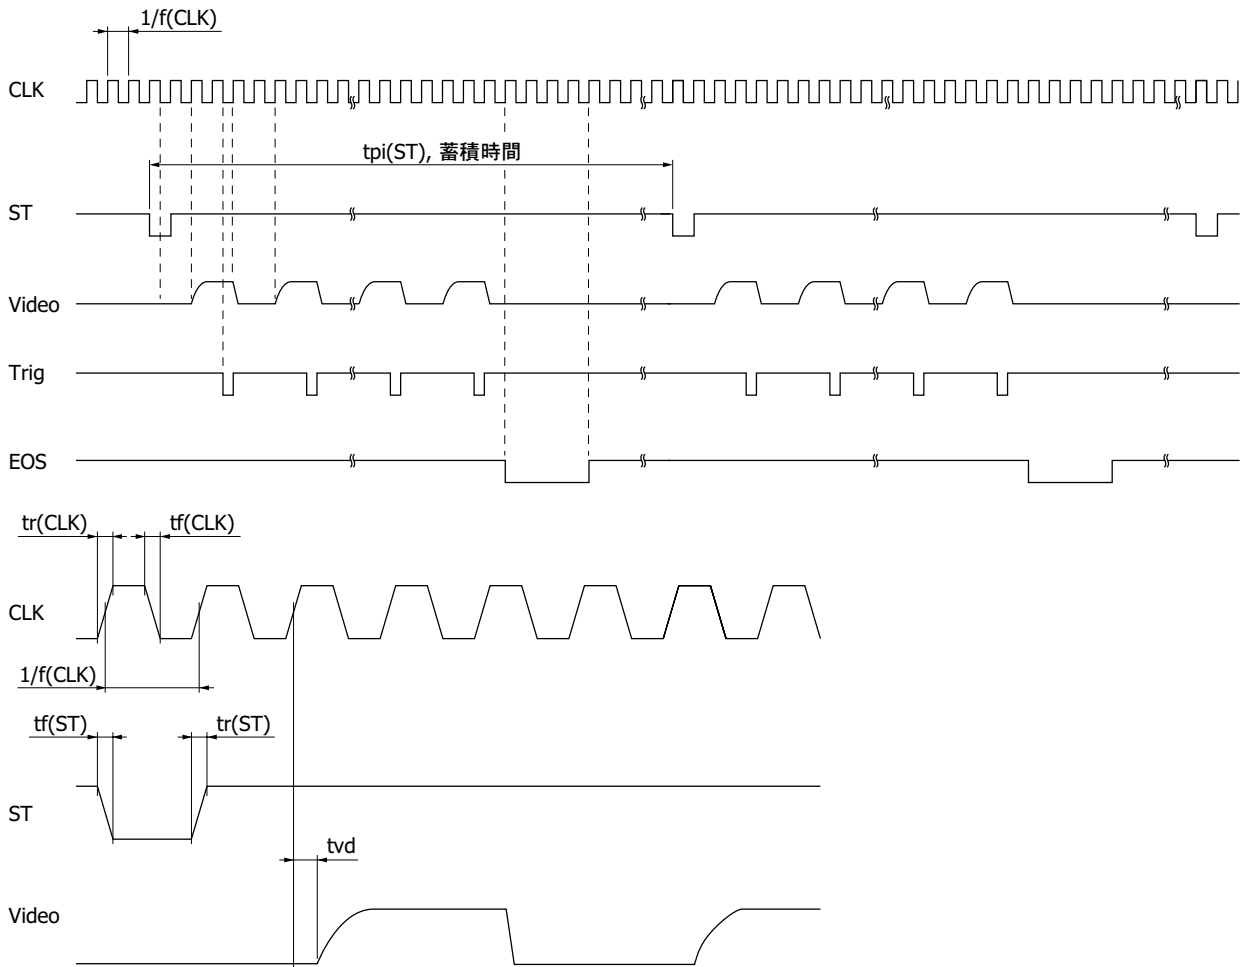 1/f(CLK)
CLK
tpi(ST), 蓄積時間
ST
Video
Trig
EOS
tr(CLK) tf(CLK)
CLK
1/f(CLK)
tf(ST) tr(ST)
ST
tvd
Video